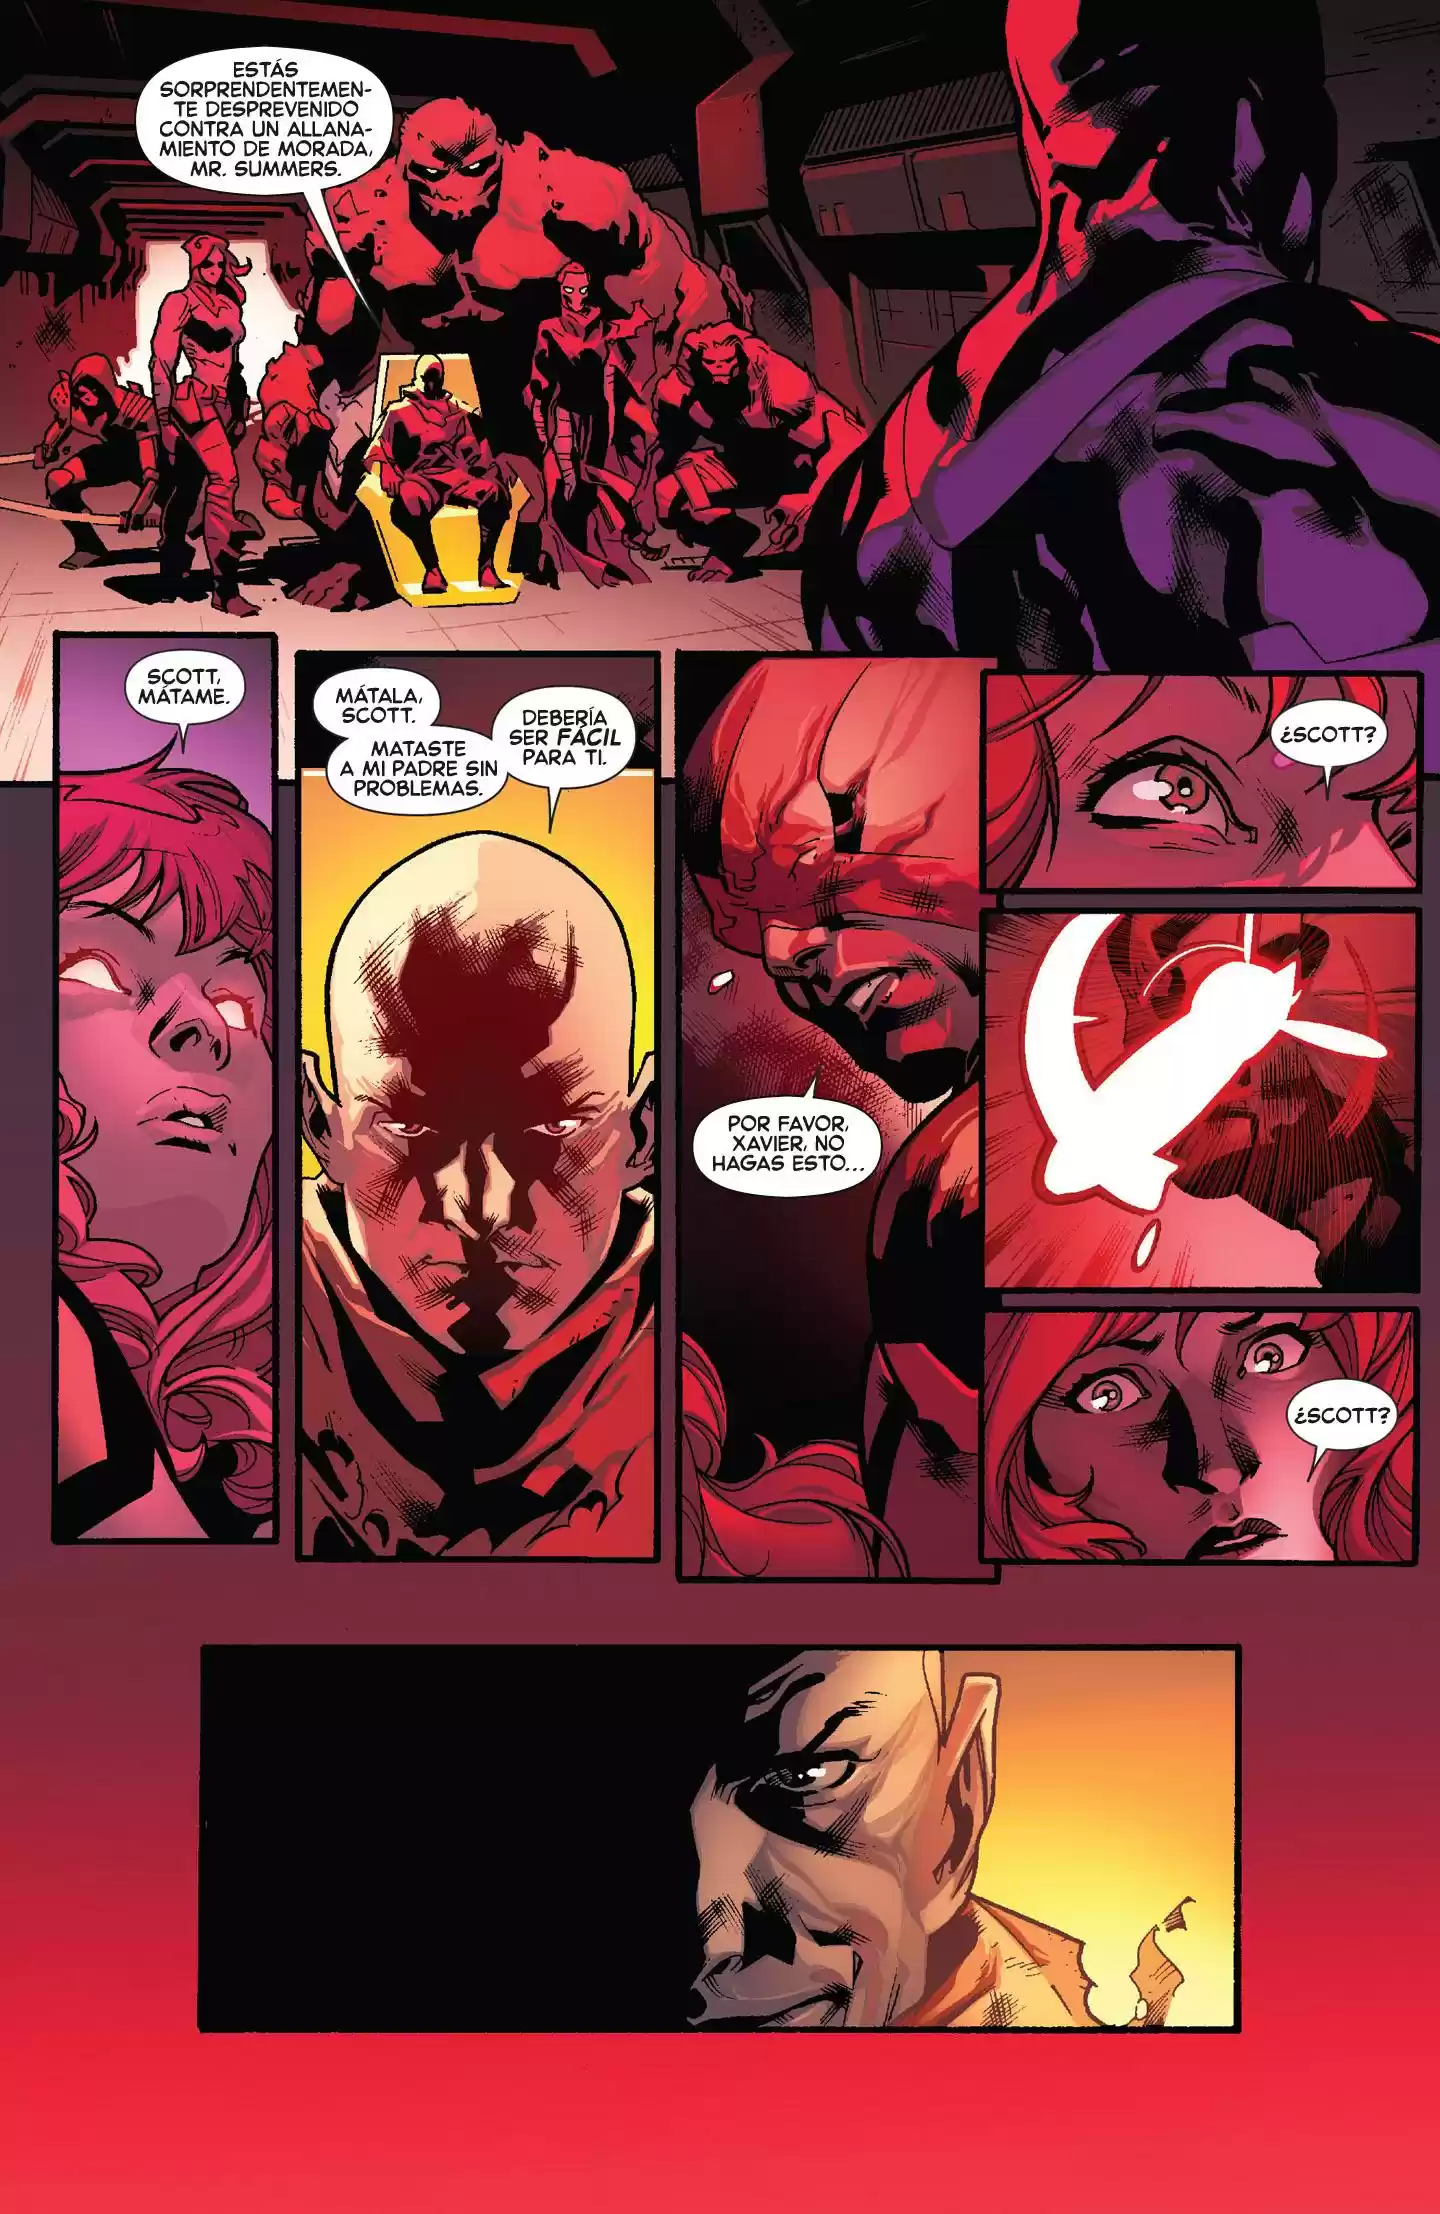 ESTÁS
SORPRENDENTEMEN-
TE DESPREVENIDO
CONTRA UN ALLANA-
MIENTO DE MORADA,
MR. SUMMERS.
SCOTT,
MÁTAME.
MÁTALA,
SCOTT.
MATASTE
A MI PADRE SIN
PROBLEMAS.
DEBERÍA
SER FÁCIL
PARA TI.
POR FAVOR,
XAVIER, NO
HAGAS ESTO...
¿SCOTT?
¿SCOTT?